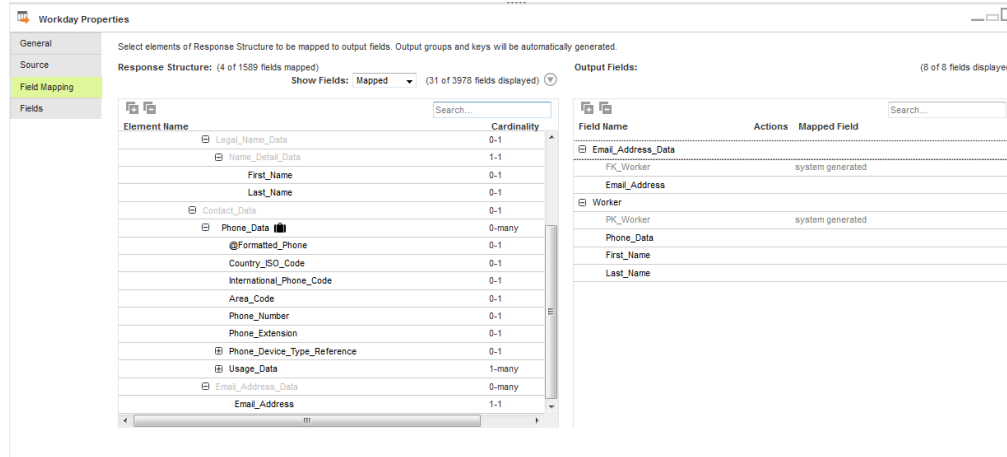 Workday Properties
General
Source
Field Mapping
Fields
Select elements of Response Structure to be mapped to output fields. Output groups and keys will be automatically generated.
Response Structure: (4 of 1589 fields mapped)
Show Fields: Mapped (31 of 3978 fields displayed)
Search...
Element Name Cardinality
Legal_Name_Data 0-1
Name_Detail_Data 1-1
First_Name 0-1
Last_Name 0-1
Contact_Data 0-1
Phone_Data 0-many
@Formatted_Phone 0-1
Country_ISO_Code 0-1
International_Phone_Code 0-1
Area_Code 0-1
Phone_Number 0-1
Phone_Extension 0-1
Phone_Device_Type_Reference 0-1
Usage_Data 1-many
Email_Address_Data 0-many
Email_Address 1-1
Output Fields: (8 of 8 fields displaye
Search...
Field Name Actions Mapped Field
Email_Address_Data
FK_Worker system generated
Email_Address
Worker
PK_Worker system generated
Phone_Data
First_Name
Last_Name